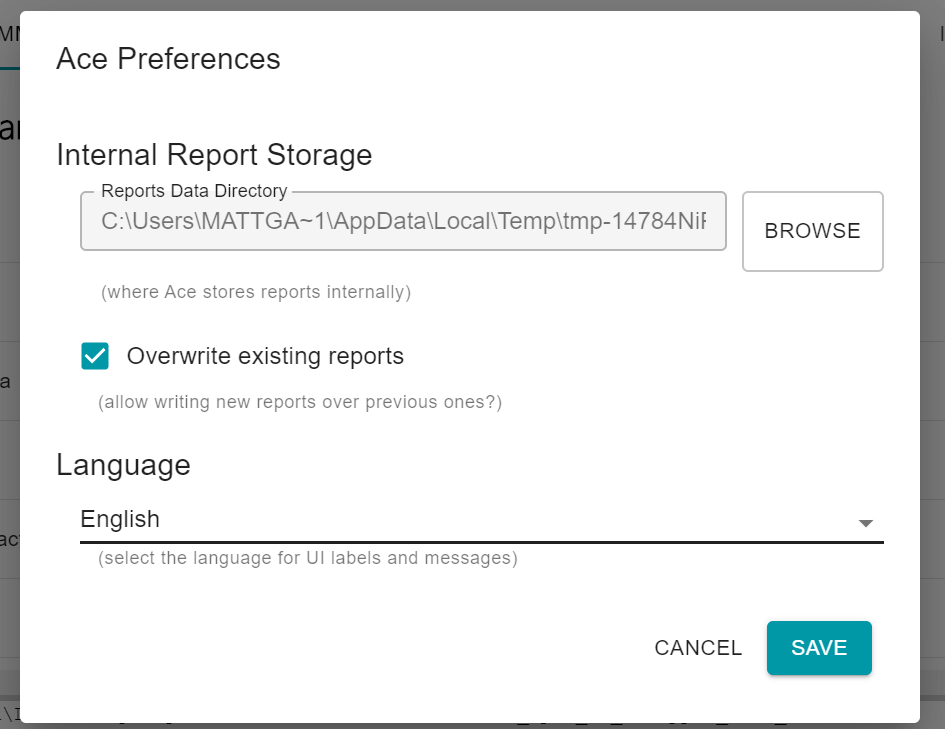 Ace Preferences
Internal Report Storage
Reports Data Directory
C:\Users\MATTGA~1\AppData\Local\Temp\tmp-14784Ni
BROWSE
(where Ace stores reports internally)
Overwrite existing reports
(allow writing new reports over previous ones?)
Language
English
(select the language for UI labels and messages)
CANCEL
SAVE